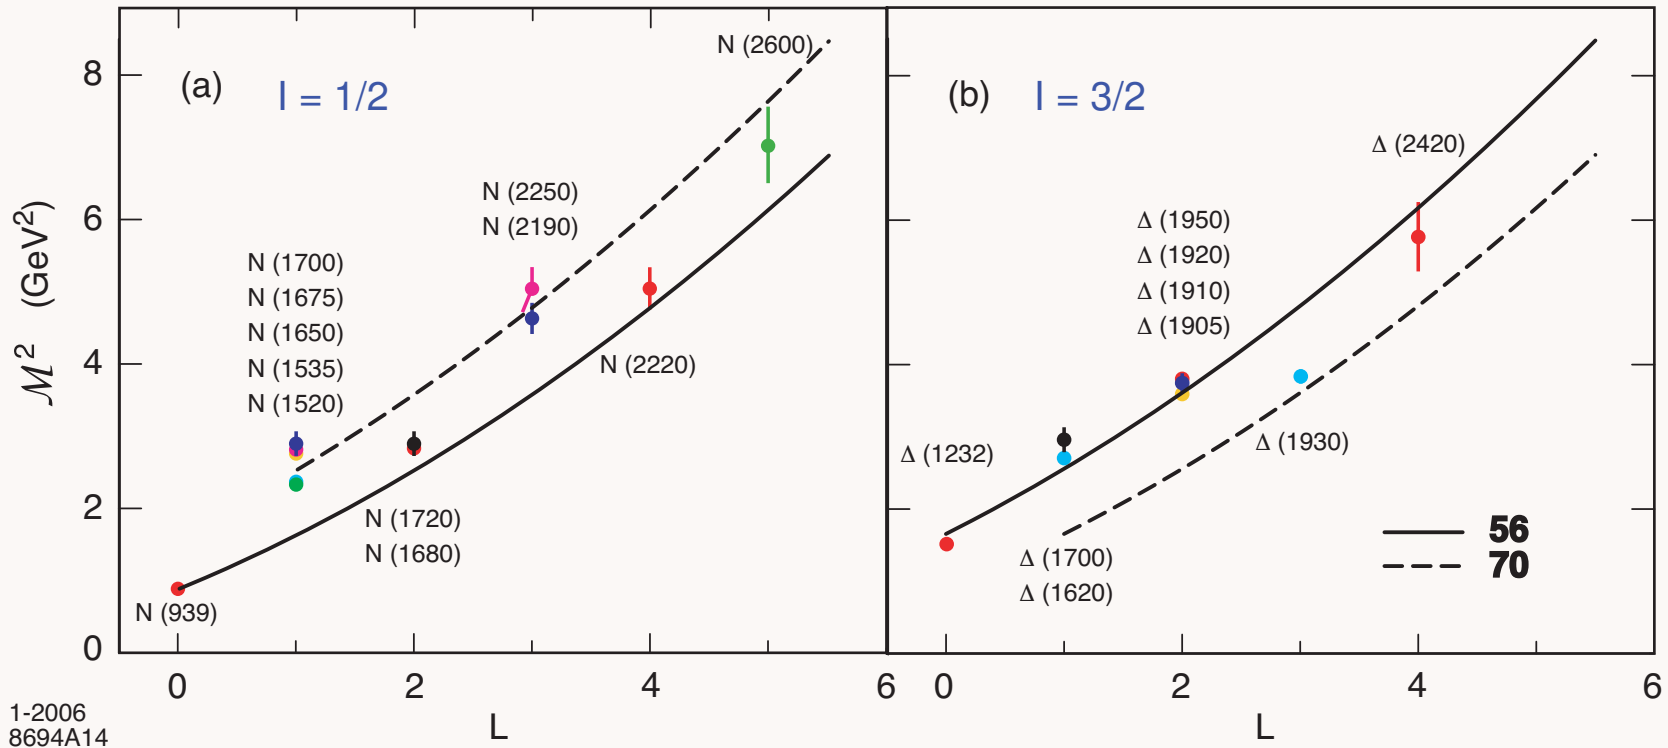 (a)
I = 1/2
N (2600)
N (2250)
N (2190)
N (1700)
N (1675)
N (1650)
N (1535)
N (1520)
N (2220)
N (1720)
N (1680)
N (939)
8
6
4
2
0
ℳ² (GeV²)
0
2
4
6
L
(b)
I = 3/2
Δ (2420)
Δ (1950)
Δ (1920)
Δ (1910)
Δ (1905)
Δ (1232)
Δ (1930)
Δ (1700)
Δ (1620)
56
70
0
2
4
6
L
1-2006
8694A14